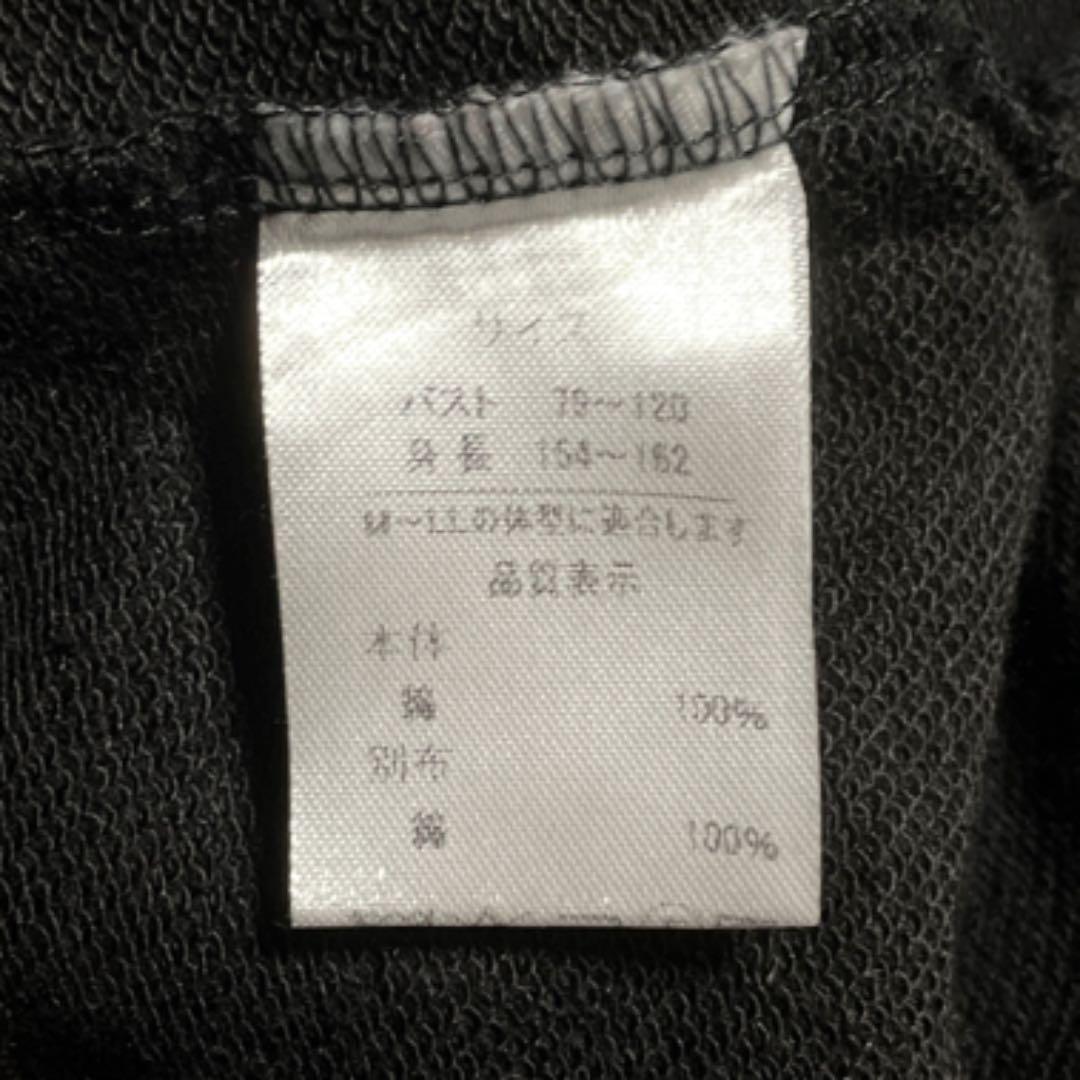 サイズ
バスト 79～120
身長 154～162
M～LLの体型に適合します
品質表示
本体
綿 100%
別布
綿 100%